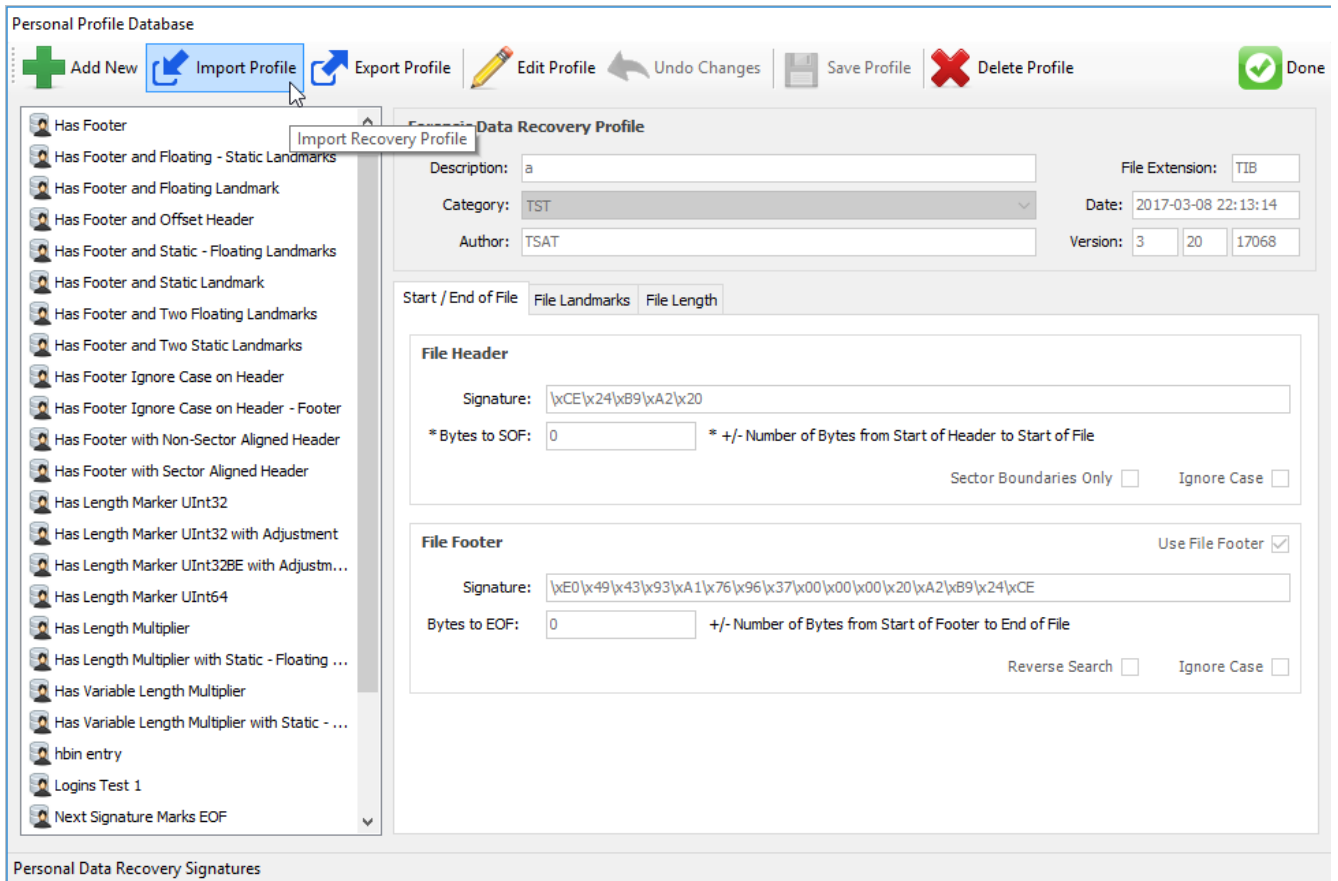 Personal Profile Database
Add New Import Profile Export Profile Edit Profile Undo Changes Save Profile Delete Profile Done
Import Recovery Profile
Has Footer
Has Footer and Floating - Static Landmarks
Has Footer and Floating Landmark
Has Footer and Offset Header
Has Footer and Static - Floating Landmarks
Has Footer and Static Landmark
Has Footer and Two Floating Landmarks
Has Footer and Two Static Landmarks
Has Footer Ignore Case on Header
Has Footer Ignore Case on Header - Footer
Has Footer with Non-Sector Aligned Header
Has Footer with Sector Aligned Header
Has Length Marker UInt32
Has Length Marker UInt32 with Adjustment
Has Length Marker UInt32BE with Adjustm...
Has Length Marker UInt64
Has Length Multiplier
Has Length Multiplier with Static - Floating ...
Has Variable Length Multiplier
Has Variable Length Multiplier with Static - ...
hbin entry
Logins Test 1
Next Signature Marks EOF
Data Recovery Profile
Description: a File Extension: TIB
Category: TST Date: 2017-03-08 22:13:14
Author: TSAT Version: 3 20 17068
Start / End of File File Landmarks File Length
File Header
Signature: \xCE\x24\xB9\xA2\x20
* Bytes to SOF: 0 * +/- Number of Bytes from Start of Header to Start of File
Sector Boundaries Only Ignore Case
File Footer Use File Footer
Signature: \xE0\x49\x43\x93\xA1\x76\x96\x37\x00\x00\x00\x20\xA2\xB9\x24\xCE
Bytes to EOF: 0 +/- Number of Bytes from Start of Footer to End of File
Reverse Search Ignore Case
Personal Data Recovery Signatures